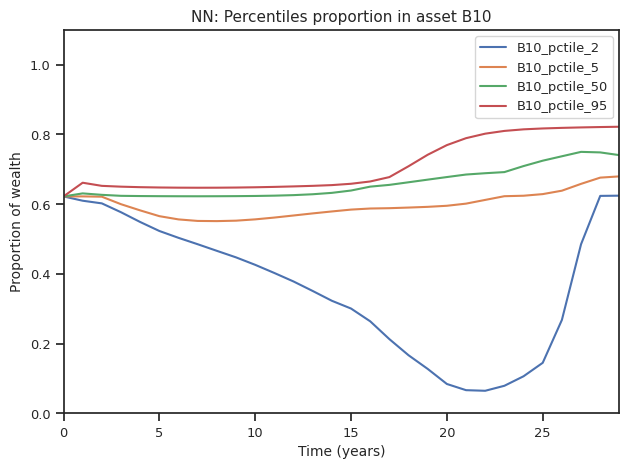 NN: Percentiles proportion in asset B10
B10_pctile_2
B10_pctile_5
B10_pctile_50
B10_pctile_95
Proportion of wealth
1.0
0.8
0.6
0.4
0.2
0.0
0 5 10 15 20 25
Time (years)